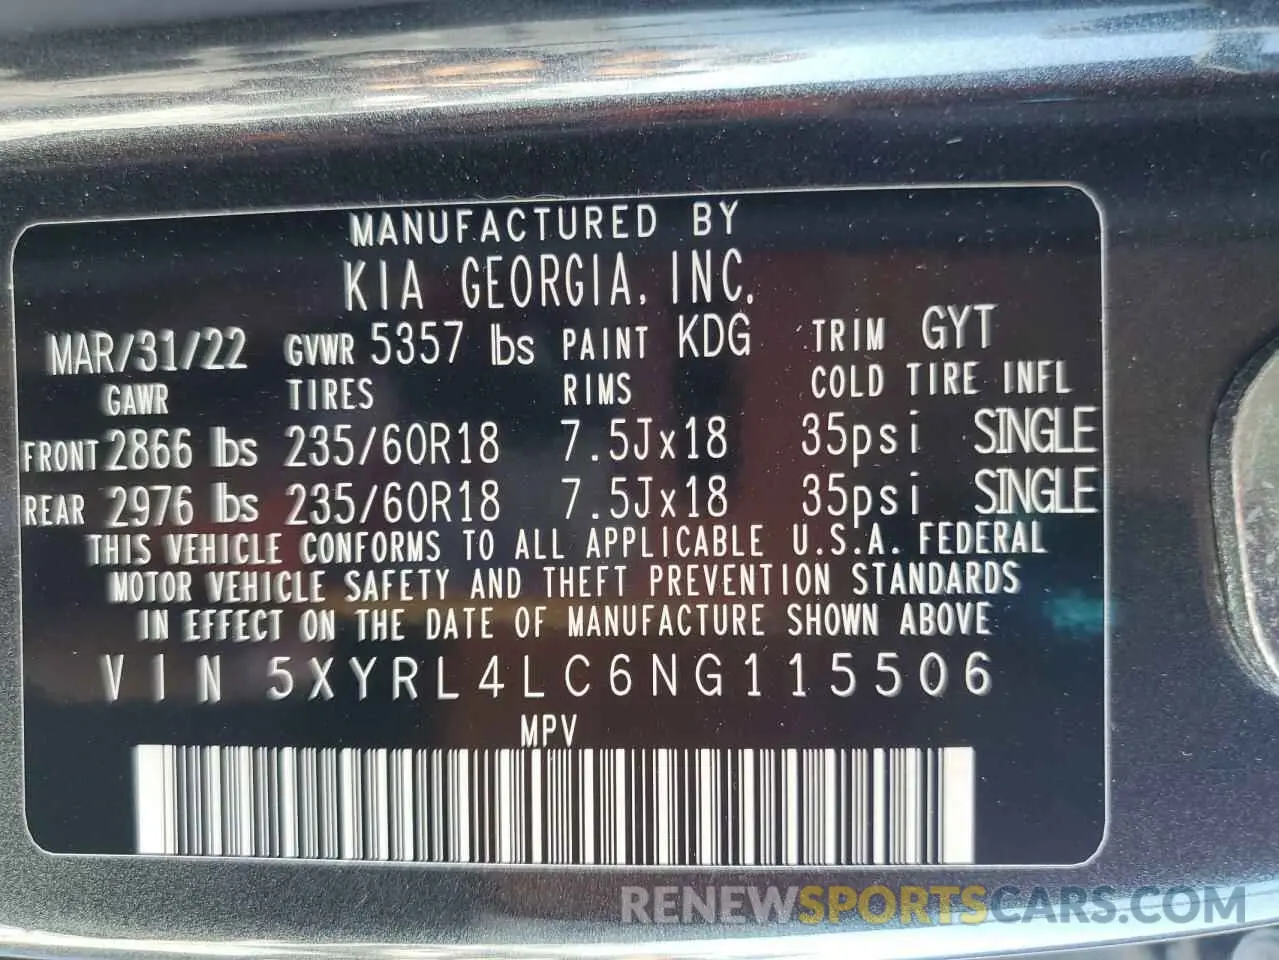 MANUFACTURED BY
KIA GEORGIA, INC.
MAR/31/22 GVWR 5357 lbs PAINT KDG TRIM GYT
GAWR TIRES RIMS COLD TIRE INFL
FRONT 2866 lbs 235/60R18 7.5Jx18 35psi SINGLE
REAR 2976 lbs 235/60R18 7.5Jx18 35psi SINGLE
THIS VEHICLE CONFORMS TO ALL APPLICABLE U.S.A. FEDERAL
MOTOR VEHICLE SAFETY AND THEFT PREVENTION STANDARDS
IN EFFECT ON THE DATE OF MANUFACTURE SHOWN ABOVE
VIN 5XYRL4LC6NG115506
MPV
RENEWSPORTSCARS.COM